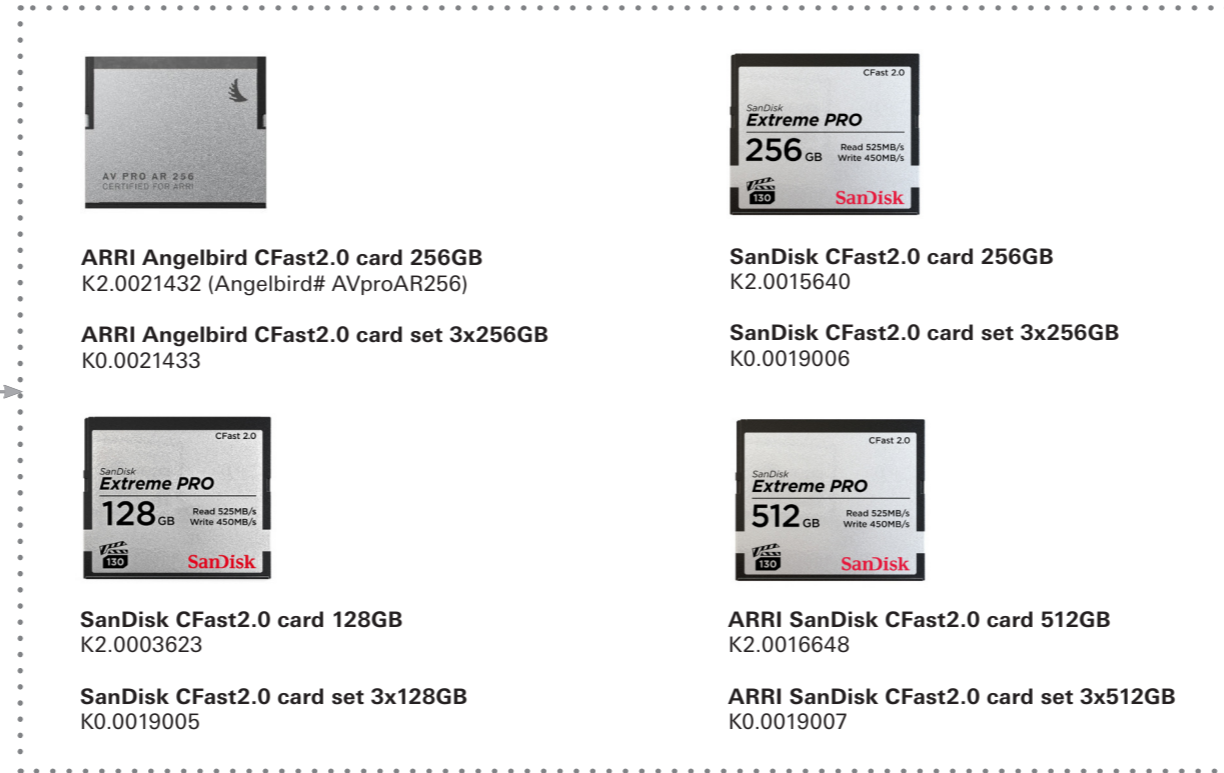 AV PRO AR 256
CERTIFIED FOR ARRI
ARRI Angelbird CFast2.0 card 256GB
K2.0021432 (Angelbird# AVproAR256)
ARRI Angelbird CFast2.0 card set 3x256GB
K0.0021433
CFast 2.0
SanDisk
Extreme PRO
256GB
Read 525MB/s
Write 450MB/s
130
SanDisk
SanDisk CFast2.0 card 256GB
K2.0015640
SanDisk CFast2.0 card set 3x256GB
K0.0019006
CFast 2.0
SanDisk
Extreme PRO
128GB
Read 525MB/s
Write 450MB/s
130
SanDisk
SanDisk CFast2.0 card 128GB
K2.0003623
SanDisk CFast2.0 card set 3x128GB
K0.0019005
CFast 2.0
SanDisk
Extreme PRO
512GB
Read 525MB/s
Write 450MB/s
130
SanDisk
ARRI SanDisk CFast2.0 card 512GB
K2.0016648
ARRI SanDisk CFast2.0 card set 3x512GB
K0.0019007